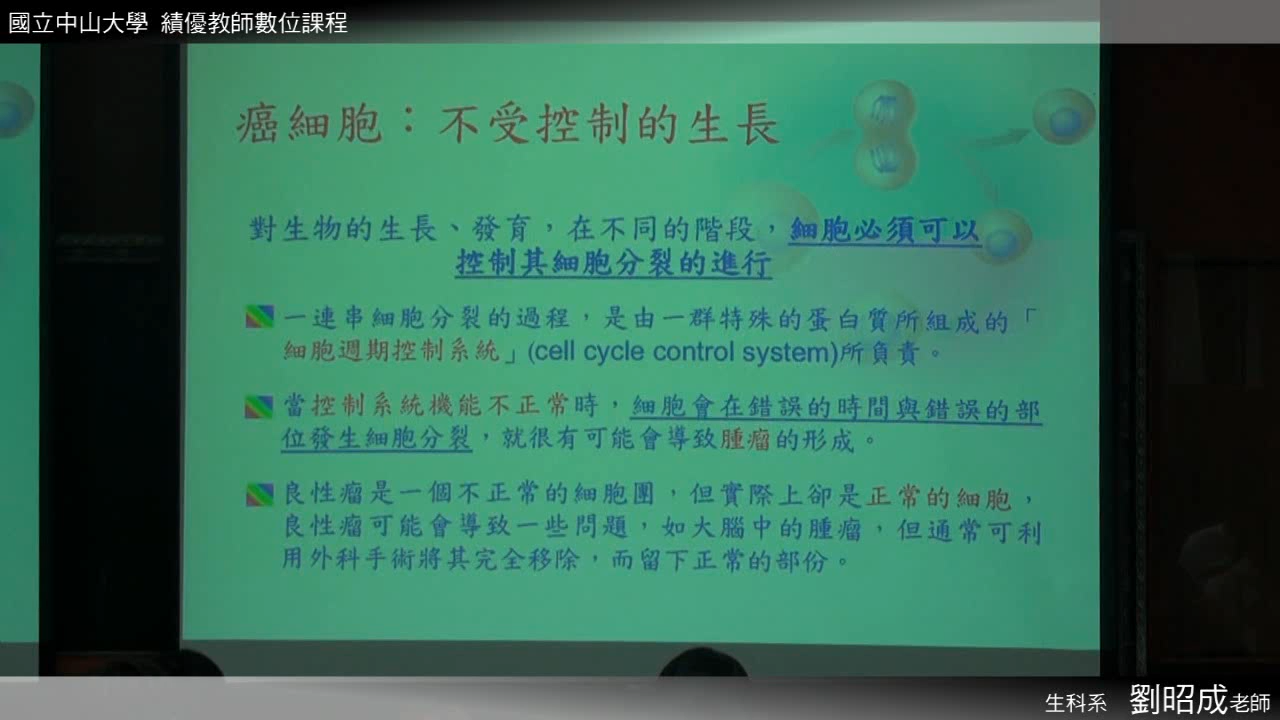 國立中山大學 績優教師數位課程
癌細胞：不受控制的生長
對生物的生長、發育，在不同的階段，細胞必須可以
控制其細胞分裂的進行
一連串細胞分裂的過程，是由一群特殊的蛋白質所組成的「
細胞週期控制系統」(cell cycle control system)所負責。
當控制系統機能不正常時，細胞會在錯誤的時間與錯誤的部
位發生細胞分裂，就很有可能會導致腫瘤的形成。
良性瘤是一個不正常的細胞團，但實際上卻是正常的細胞，
良性瘤可能會導致一些問題，如大腦中的腫瘤，但通常可利
用外科手術將其完全移除，而留下正常的部份。
生科系 劉昭成老師